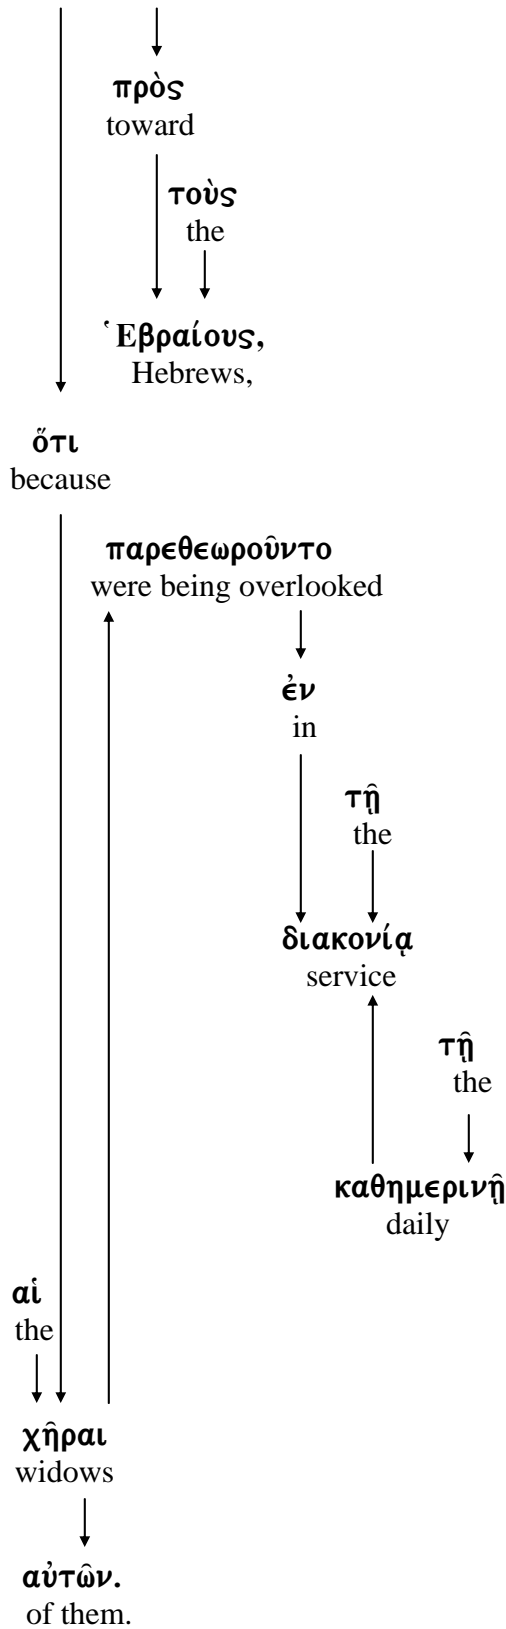 πρὸς
toward
τοὺς
the
Ἑβραίους,
Hebrews,
ὅτι
because
παρεθεωροῦντο
were being overlooked
ἐν
in
τῇ
the
διακονίᾳ
service
τῇ
the
καθημερινῇ
daily
αἱ
the
χῆραι
widows
αὐτῶν.
of them.